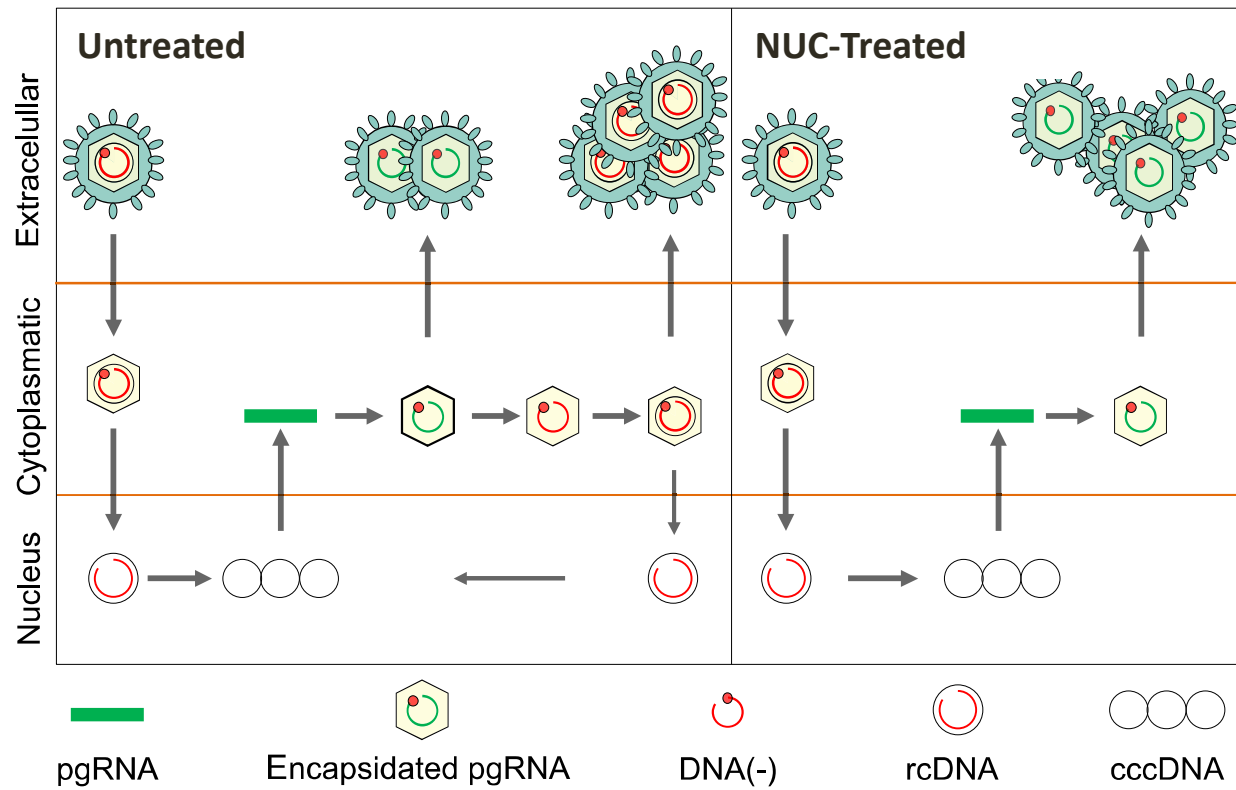 Untreated
NUC-Treated
Extracelullar
Cytoplasmatic
Nucleus
pgRNA
Encapsidated pgRNA
DNA(-)
rcDNA
cccDNA